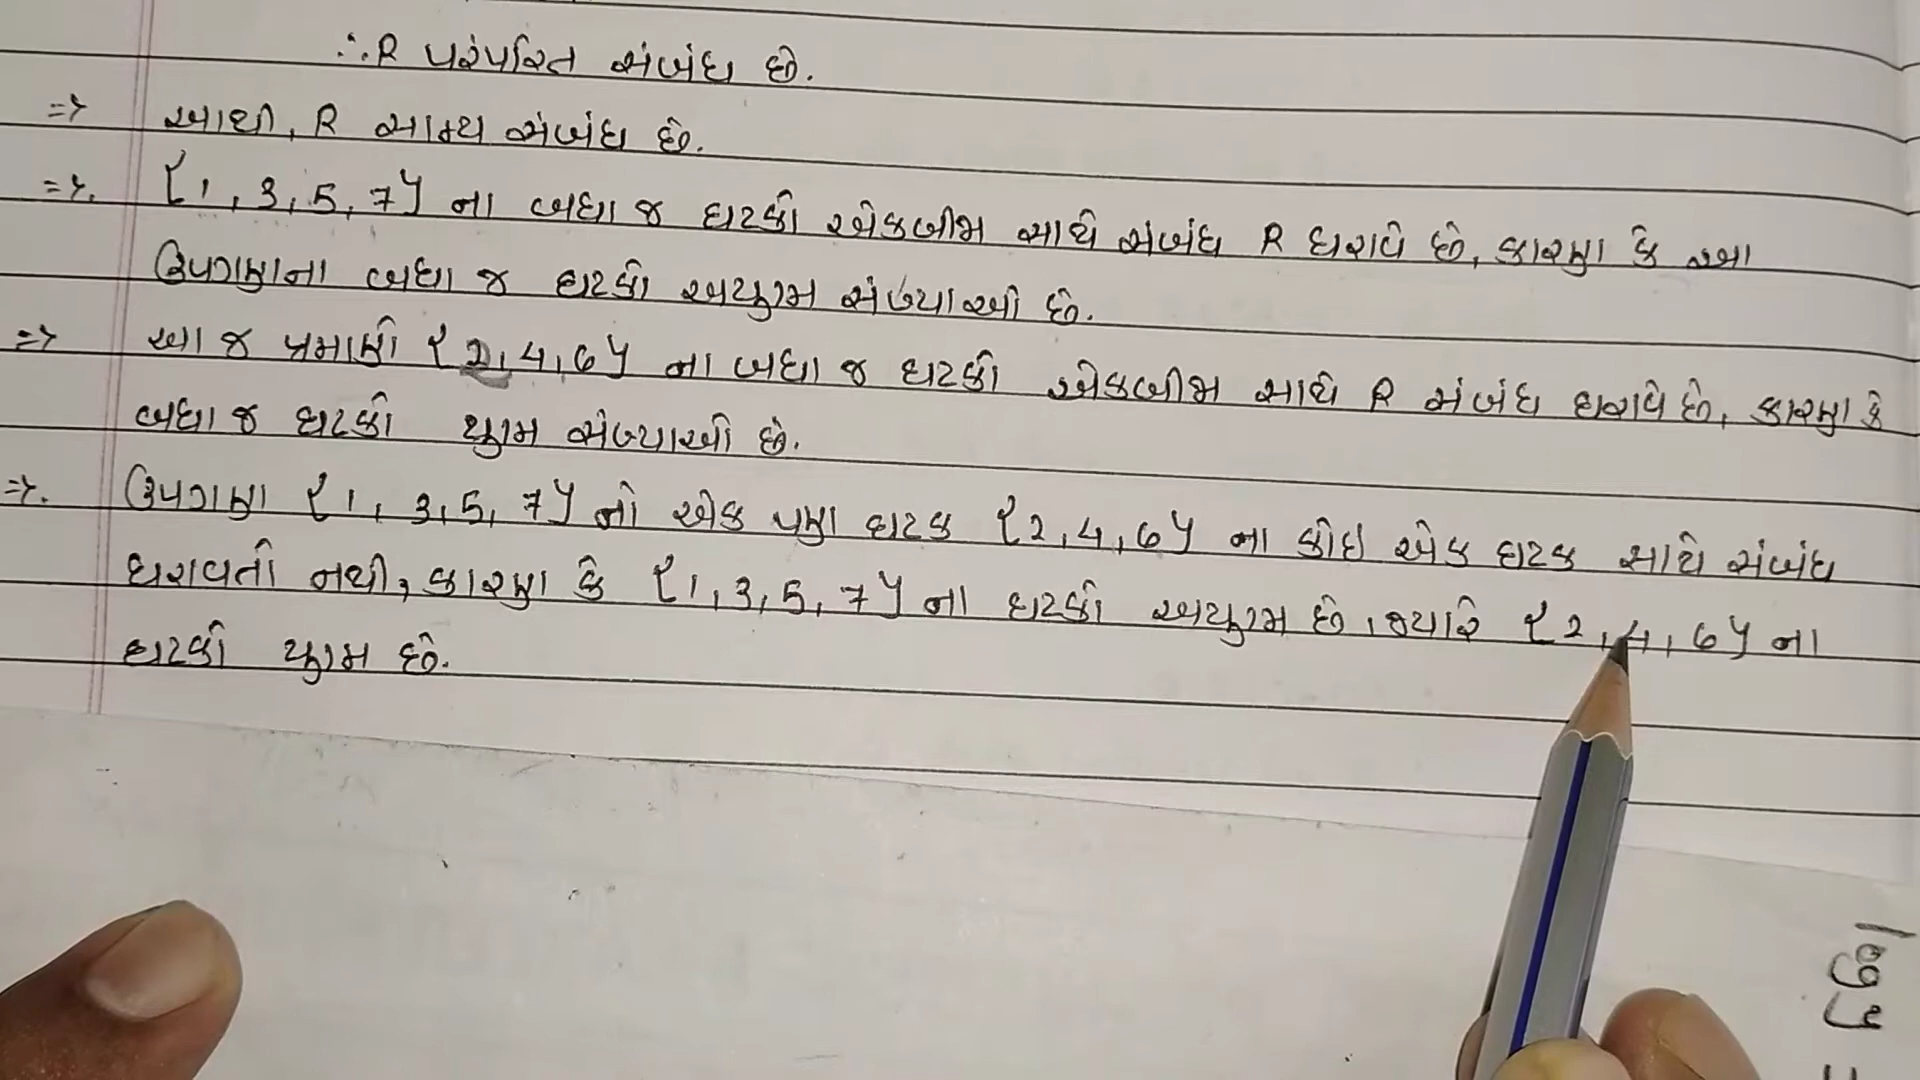 ∴ R પરંપરિત સંબંધ છે.
=> આથી, R સામ્ય સંબંધ છે.
=>. {1, 3, 5, 7} ના બધા જ ઘટકો એકબીજા સાથે સંબંધ R ધરાવે છે, કારણ કે આ
ઉપગણના બધા જ ઘટકો અયુગ્મ સંખ્યાઓ છે.
=> આ જ પ્રમાણે {2, 4, 6} ના બધા જ ઘટકો એકબીજા સાથે R સંબંધ ધરાવે છે, કારણ કે
બધા જ ઘટકો યુગ્મ સંખ્યાઓ છે.
=>. ઉપગણ {1, 3, 5, 7} નો એક પણ ઘટક {2, 4, 6} ના કોઇ એક ઘટક સાથે સંબંધ
ધરાવતો નથી, કારણ કે {1, 3, 5, 7} ના ઘટકો અયુગ્મ છે, જ્યારે {2, 4, 6} ના
ઘટકો યુગ્મ છે.